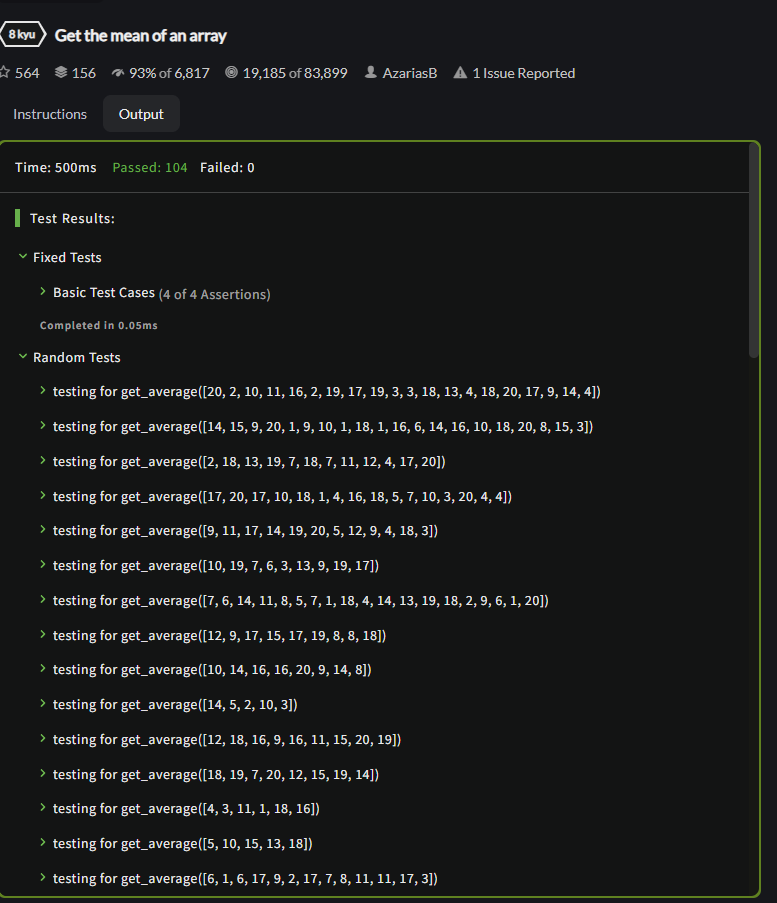 8 kyu Get the mean of an array
564 156 93% of 6,817 19,185 of 83,899 AzariasB 1 Issue Reported
Instructions Output
Time: 500ms Passed: 104 Failed: 0
Test Results:
Fixed Tests
Basic Test Cases (4 of 4 Assertions)
Completed in 0.05ms
Random Tests
testing for get_average([20, 2, 10, 11, 16, 2, 19, 17, 19, 3, 3, 18, 13, 4, 18, 20, 17, 9, 14, 4])
testing for get_average([14, 15, 9, 20, 1, 9, 10, 1, 18, 1, 16, 6, 14, 16, 10, 18, 20, 8, 15, 3])
testing for get_average([2, 18, 13, 19, 7, 18, 7, 11, 12, 4, 17, 20])
testing for get_average([17, 20, 17, 10, 18, 1, 4, 16, 18, 5, 7, 10, 3, 20, 4, 4])
testing for get_average([9, 11, 17, 14, 19, 20, 5, 12, 9, 4, 18, 3])
testing for get_average([10, 19, 7, 6, 3, 13, 9, 19, 17])
testing for get_average([7, 6, 14, 11, 8, 5, 7, 1, 18, 4, 14, 13, 19, 18, 2, 9, 6, 1, 20])
testing for get_average([12, 9, 17, 15, 17, 19, 8, 8, 18])
testing for get_average([10, 14, 16, 16, 20, 9, 14, 8])
testing for get_average([14, 5, 2, 10, 3])
testing for get_average([12, 18, 16, 9, 16, 11, 15, 20, 19])
testing for get_average([18, 19, 7, 20, 12, 15, 19, 14])
testing for get_average([4, 3, 11, 1, 18, 16])
testing for get_average([5, 10, 15, 13, 18])
testing for get_average([6, 1, 6, 17, 9, 2, 17, 7, 8, 11, 11, 17, 3])